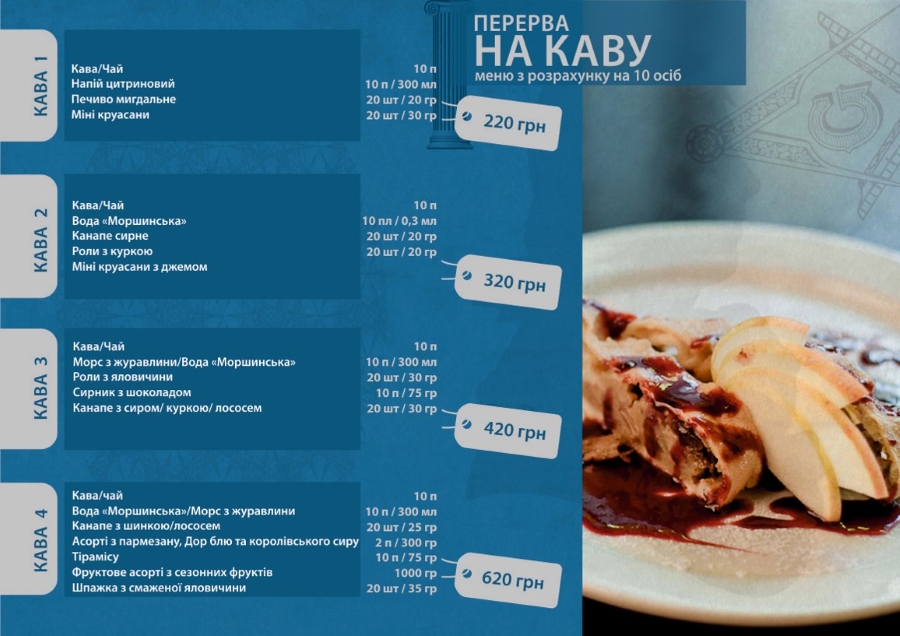 ПЕРЕРВА
НА КАВУ
меню з розрахунку на 10 осіб
КАВА 1
Кава/Чай 10 п
Напій цитриновий 10 п / 300 мл
Печиво мигдальне 20 шт / 20 гр
Міні круасани 20 шт / 30 гр
220 грн
КАВА 2
Кава/Чай 10 п
Вода «Моршинська» 10 пл / 0,3 мл
Канапе сирне 20 шт / 20 гр
Роли з куркою 20 шт / 20 гр
Міні круасани з джемом
320 грн
КАВА 3
Кава/Чай 10 п
Морс з журавлини/Вода «Моршинська» 10 п / 300 мл
Роли з яловичини 20 шт / 30 гр
Сирник з шоколадом 10 п / 75 гр
Канапе з сиром/ куркою/ лососем 20 шт / 30 гр
420 грн
КАВА 4
Кава/чай 10 п
Вода «Моршинська»/Морс з журавлини 10 п / 300 мл
Канапе з шинкою/лососем 20 шт / 25 гр
Асорті з пармезану, Дор блю та королівського сиру 2 п / 300 гр
Тірамісу 10 п / 75 гр
Фруктове асорті з сезонних фруктів 1000 гр
Шпажка з смаженої яловичини 20 шт / 35 гр
620 грн